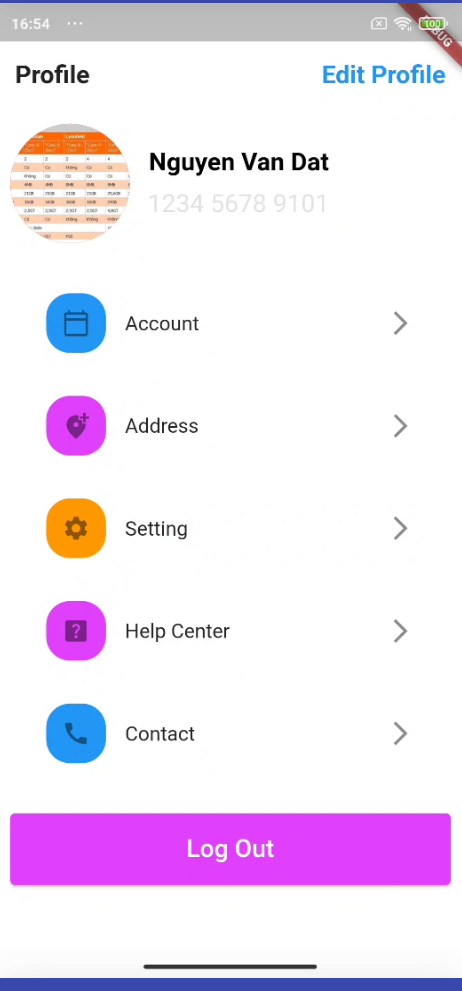 16:54 ...
100
Profile
Edit Profile
Nguyen Van Dat
1234 5678 9101
Account
Address
Setting
? Help Center
Contact
Log Out